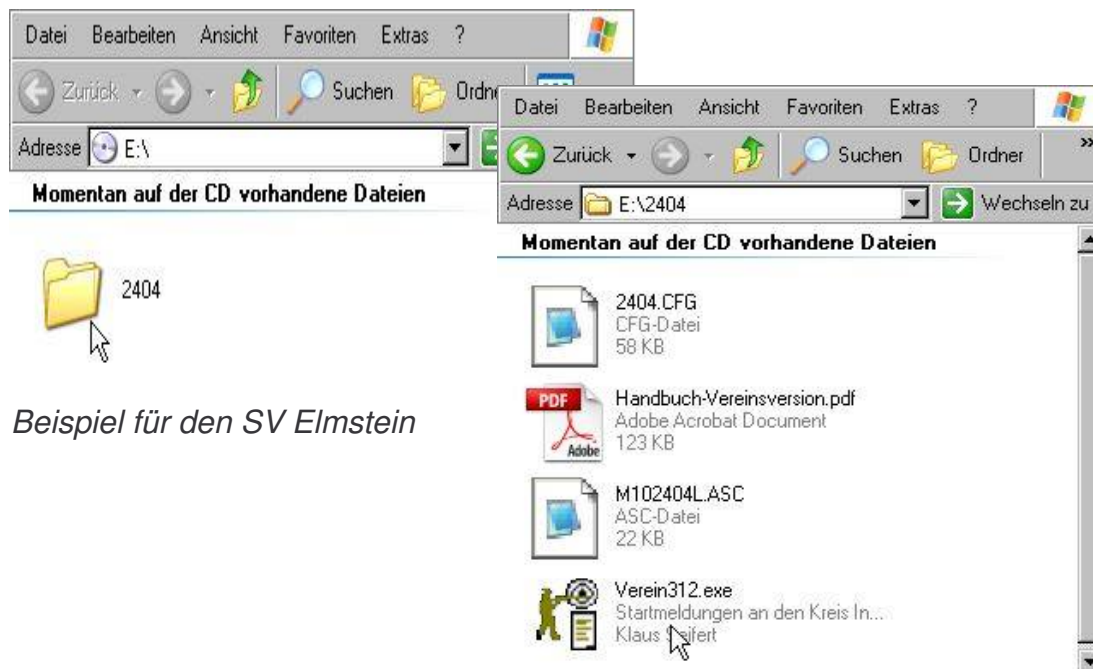 Datei Bearbeiten Ansicht Favoriten Extras ?
Zurück Suchen
Adresse E:\
Momentan auf der CD vorhandene Dateien
2404
Beispiel für den SV Elmstein
Datei Bearbeiten Ansicht Favoriten Extras ?
Zurück Suchen Ordner »
Adresse E:\2404 Wechseln zu
Momentan auf der CD vorhandene Dateien
2404.CFG
CFG-Datei
58 KB
PDF
Adobe
Handbuch-Vereinsversion.pdf
Adobe Acrobat Document
123 KB
M102404L.ASC
ASC-Datei
22 KB
Verein312.exe
Startmeldungen an den Kreis In...
Klaus